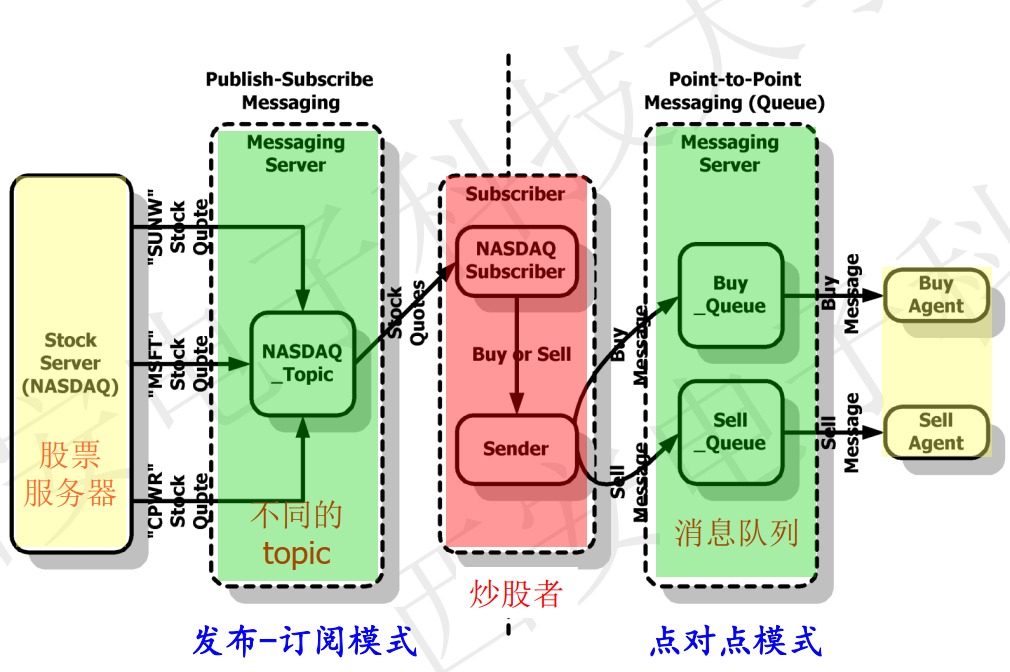 Publish-Subscribe
Messaging
Point-to-Point
Messaging (Queue)
Messaging
Server
Messaging
Server
Subscriber
"SUNW"
Stock
Quote
NASDAQ
Subscriber
Stock
Quotes
Buy
_Queue
Buy
Message
Buy
Message
Buy
Agent
Stock
Server
(NASDAQ)
"MSFT"
Stock
Quote
NASDAQ
_Topic
Buy or Sell
股票
服务器
"CPWR"
Stock
Quote
不同的
topic
Sender
Sell
Message
Sell
_Queue
Sell
Message
Sell
Agent
消息队列
炒股者
发布-订阅模式
点对点模式